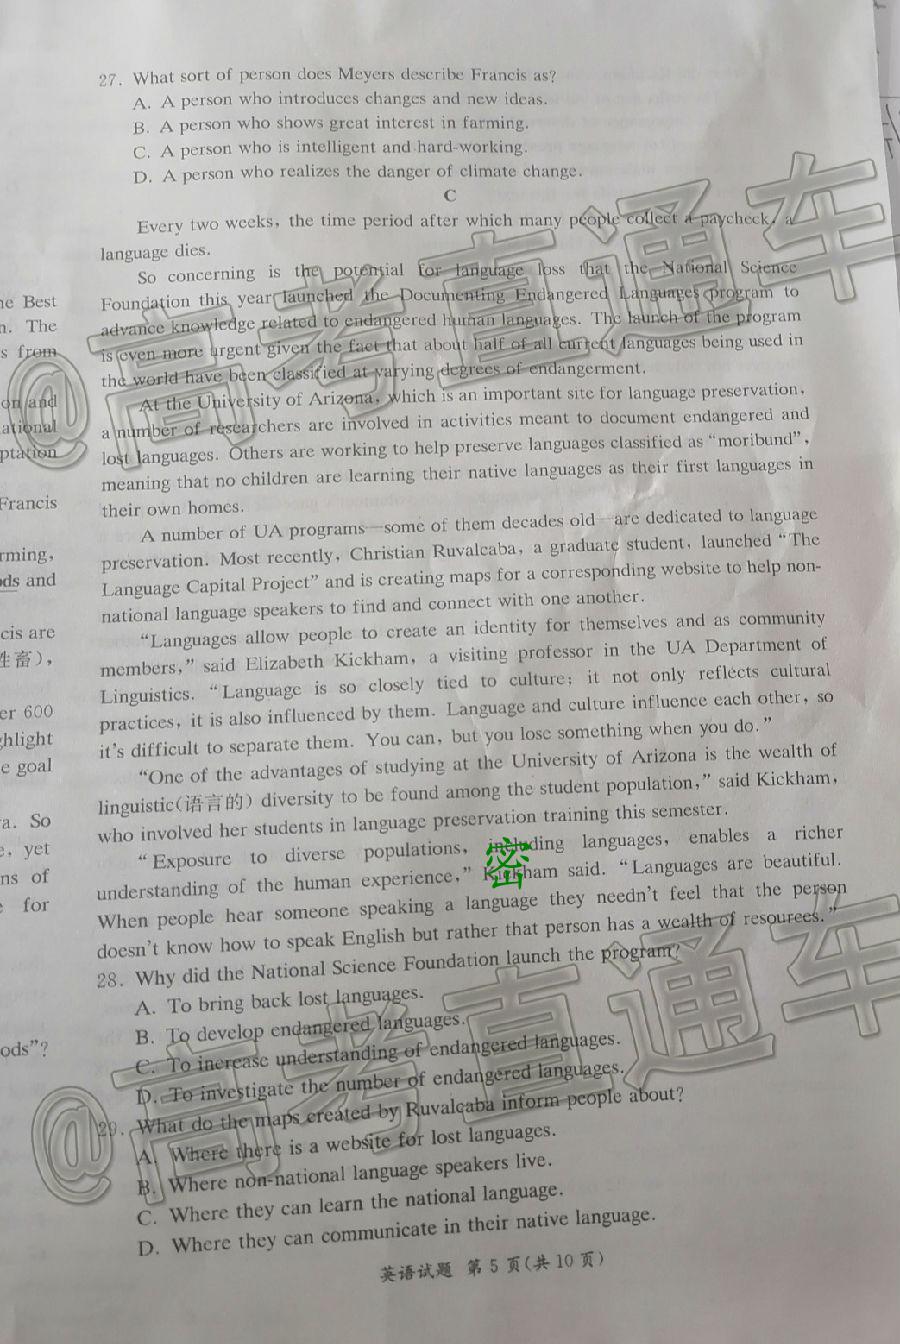 27. What sort of person does Meyers describe Francis as?
A. A person who introduces changes and new ideas.
B. A person who shows great interest in farming.
C. A person who is intelligent and hard-working.
D. A person who realizes the danger of climate change.
C
Every two weeks, the time period after which many people collect a paycheck, a
language dies.
So concerning is the potential for language loss that the National Science
Foundation this year launched the Documenting Endangered Languages program to
advance knowledge related to endangered human languages. The launch of the program
is even more urgent given the fact that about half of all current languages being used in
the world have been classified at varying degrees of endangerment.
At the University of Arizona, which is an important site for language preservation,
a number of researchers are involved in activities meant to document endangered and
lost languages. Others are working to help preserve languages classified as “moribund”,
meaning that no children are learning their native languages as their first languages in
their own homes.
A number of UA programs—some of them decades old—are dedicated to language
preservation. Most recently, Christian Ruvalcaba, a graduate student, launched “The
Language Capital Project” and is creating maps for a corresponding website to help non-
national language speakers to find and connect with one another.
“Languages allow people to create an identity for themselves and as community
members,” said Elizabeth Kickham, a visiting professor in the UA Department of
Linguistics. “Language is so closely tied to culture; it not only reflects cultural
practices, it is also influenced by them. Language and culture influence each other, so
it's difficult to separate them. You can, but you lose something when you do.”
“One of the advantages of studying at the University of Arizona is the wealth of
linguistic(语言的) diversity to be found among the student population,” said Kickham,
who involved her students in language preservation training this semester.
“Exposure to diverse populations, including languages, enables a richer
understanding of the human experience,” Kickham said. “Languages are beautiful.
When people hear someone speaking a language they needn't feel that the person
doesn't know how to speak English but rather that person has a wealth of resources.”
28. Why did the National Science Foundation launch the program?
A. To bring back lost languages.
B. To develop endangered languages.
C. To increase understanding of endangered languages.
D. To investigate the number of endangered languages.
29. What do the maps created by Ruvalcaba inform people about?
A. Where there is a website for lost languages.
B. Where non-national language speakers live.
C. Where they can learn the national language.
D. Where they can communicate in their native language.
英语试题 第5页(共10页)
he Best
n. The
s from
on and
ational
ptation
Francis
rming,
ods and
cis are
性畜),
er 600
ghlight
e goal
a. So
e, yet
ns of
e for
ods”?
@高考直通车
@高考直通车
密